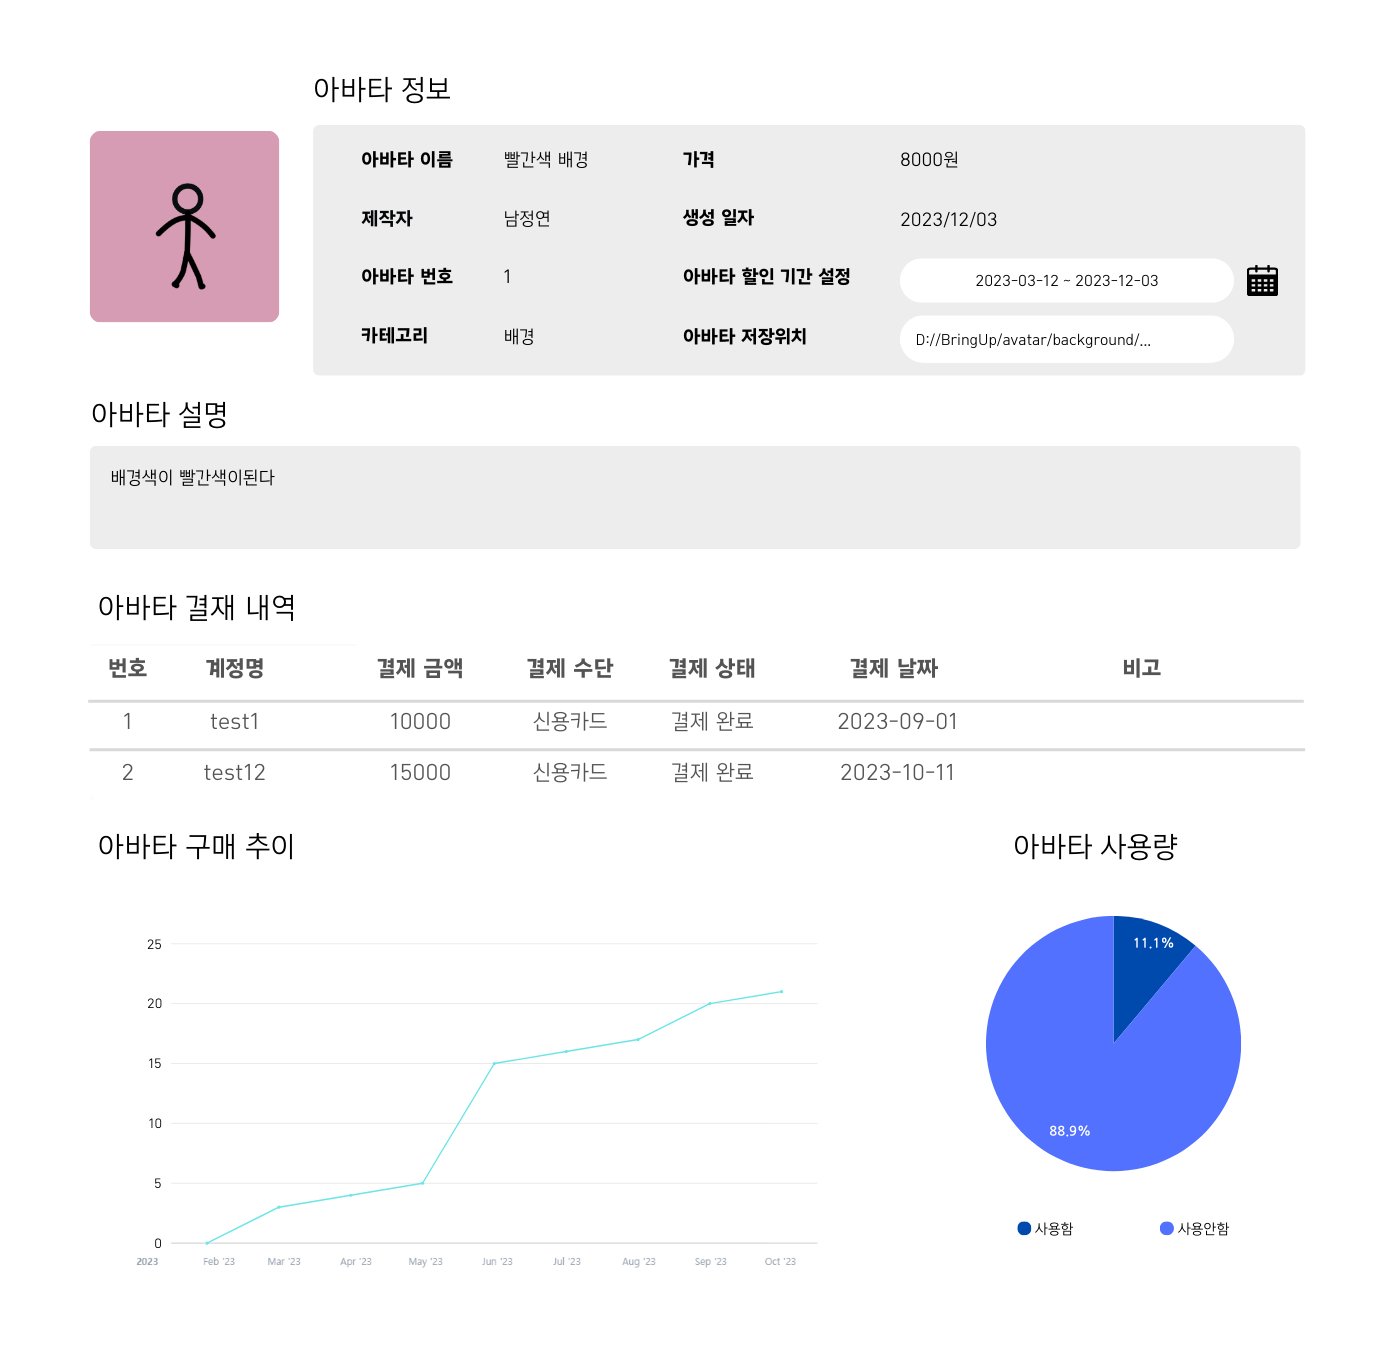 아바타 정보
아바타 이름 빨간색 배경 가격 8000원
제작자 남정연 생성 일자 2023/12/03
아바타 번호 1 아바타 할인 기간 설정 2023-03-12 ~ 2023-12-03
카테고리 배경 아바타 저장위치 D://BringUp/avatar/background/...
아바타 설명
배경색이 빨간색이된다
아바타 결재 내역
번호 계정명 결제 금액 결제 수단 결제 상태 결제 날짜 비고
1 test1 10000 신용카드 결제 완료 2023-09-01
2 test12 15000 신용카드 결제 완료 2023-10-11
아바타 구매 추이
25
20
15
10
5
0
2023 Feb '23 Mar '23 Apr '23 May '23 Jun '23 Jul '23 Aug '23 Sep '23 Oct '23
아바타 사용량
11.1%
88.9%
사용함 사용안함